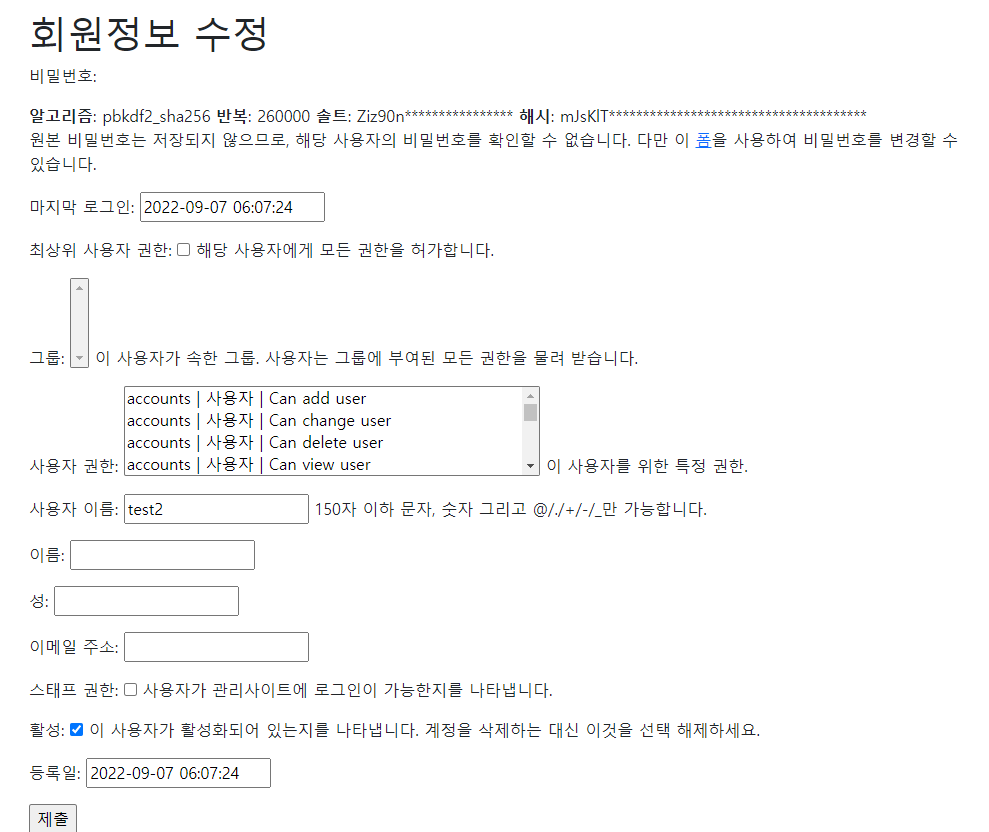 회원정보 수정
비밀번호:
알고리즘: pbkdf2_sha256 반복: 260000 솔트: Ziz90n**************** 해시: mJsKlT**************************************
원본 비밀번호는 저장되지 않으므로, 해당 사용자의 비밀번호를 확인할 수 없습니다. 다만 이 폼을 사용하여 비밀번호를 변경할 수
있습니다.
마지막 로그인: 2022-09-07 06:07:24
최상위 사용자 권한: 해당 사용자에게 모든 권한을 허가합니다.
그룹: 이 사용자가 속한 그룹. 사용자는 그룹에 부여된 모든 권한을 물려 받습니다.
accounts | 사용자 | Can add user
accounts | 사용자 | Can change user
accounts | 사용자 | Can delete user
accounts | 사용자 | Can view user
사용자 권한: 이 사용자를 위한 특정 권한.
사용자 이름: test2 150자 이하 문자, 숫자 그리고 @/./+/-/_만 가능합니다.
이름:
성:
이메일 주소:
스태프 권한: 사용자가 관리사이트에 로그인이 가능한지를 나타냅니다.
활성: 이 사용자가 활성화되어 있는지를 나타냅니다. 계정을 삭제하는 대신 이것을 선택 해제하세요.
등록일: 2022-09-07 06:07:24
제출